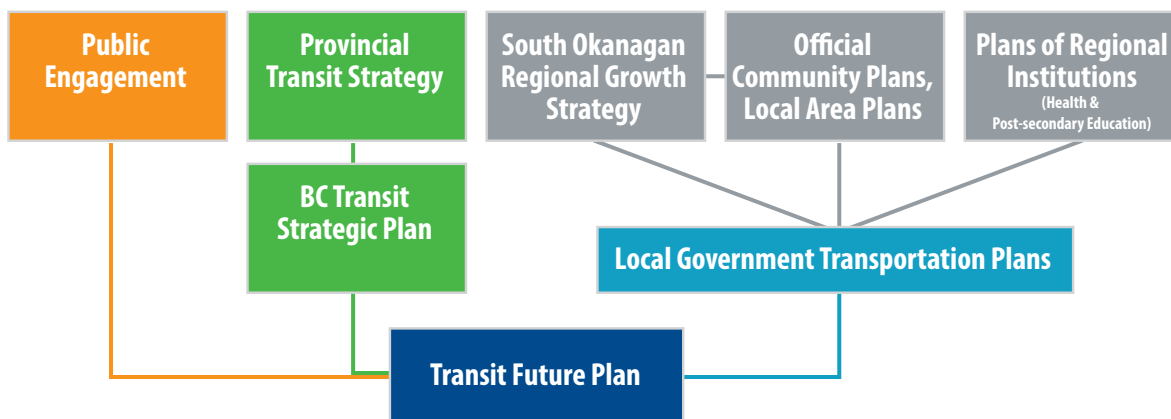 Public
Engagement
Provincial
Transit Strategy
South Okanagan
Regional Growth
Strategy
Official
Community Plans,
Local Area Plans
Plans of Regional
Institutions
(Health &
Post-secondary Education)
BC Transit
Strategic Plan
Local Government Transportation Plans
Transit Future Plan